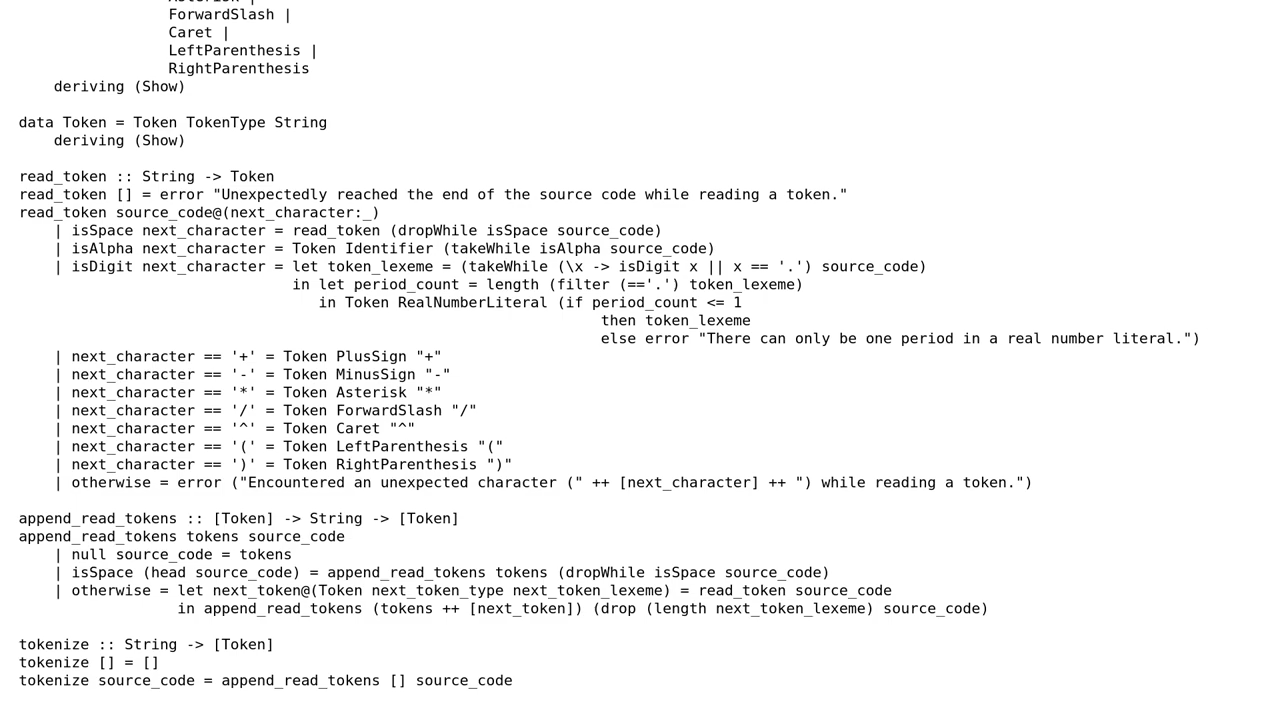 ForwardSlash |
Caret |
LeftParenthesis |
RightParenthesis
deriving (Show)
data Token = Token TokenType String
deriving (Show)
read_token :: String -> Token
read_token [] = error "Unexpectedly reached the end of the source code while reading a token."
read_token source_code@(next_character:_)
| isSpace next_character = read_token (dropWhile isSpace source_code)
| isAlpha next_character = Token Identifier (takeWhile isAlpha source_code)
| isDigit next_character = let token_lexeme = (takeWhile (\x -> isDigit x || x == '.') source_code)
in let period_count = length (filter (=='.') token_lexeme)
in Token RealNumberLiteral (if period_count <= 1
then token_lexeme
else error "There can only be one period in a real number literal.")
| next_character == '+' = Token PlusSign "+"
| next_character == '-' = Token MinusSign "-"
| next_character == '*' = Token Asterisk "*"
| next_character == '/' = Token ForwardSlash "/"
| next_character == '^' = Token Caret "^"
| next_character == '(' = Token LeftParenthesis "("
| next_character == ')' = Token RightParenthesis ")"
| otherwise = error ("Encountered an unexpected character (" ++ [next_character] ++ ") while reading a token.")
append_read_tokens :: [Token] -> String -> [Token]
append_read_tokens tokens source_code
| null source_code = tokens
| isSpace (head source_code) = append_read_tokens tokens (dropWhile isSpace source_code)
| otherwise = let next_token@(Token next_token_type next_token_lexeme) = read_token source_code
in append_read_tokens (tokens ++ [next_token]) (drop (length next_token_lexeme) source_code)
tokenize :: String -> [Token]
tokenize [] = []
tokenize source_code = append_read_tokens [] source_code